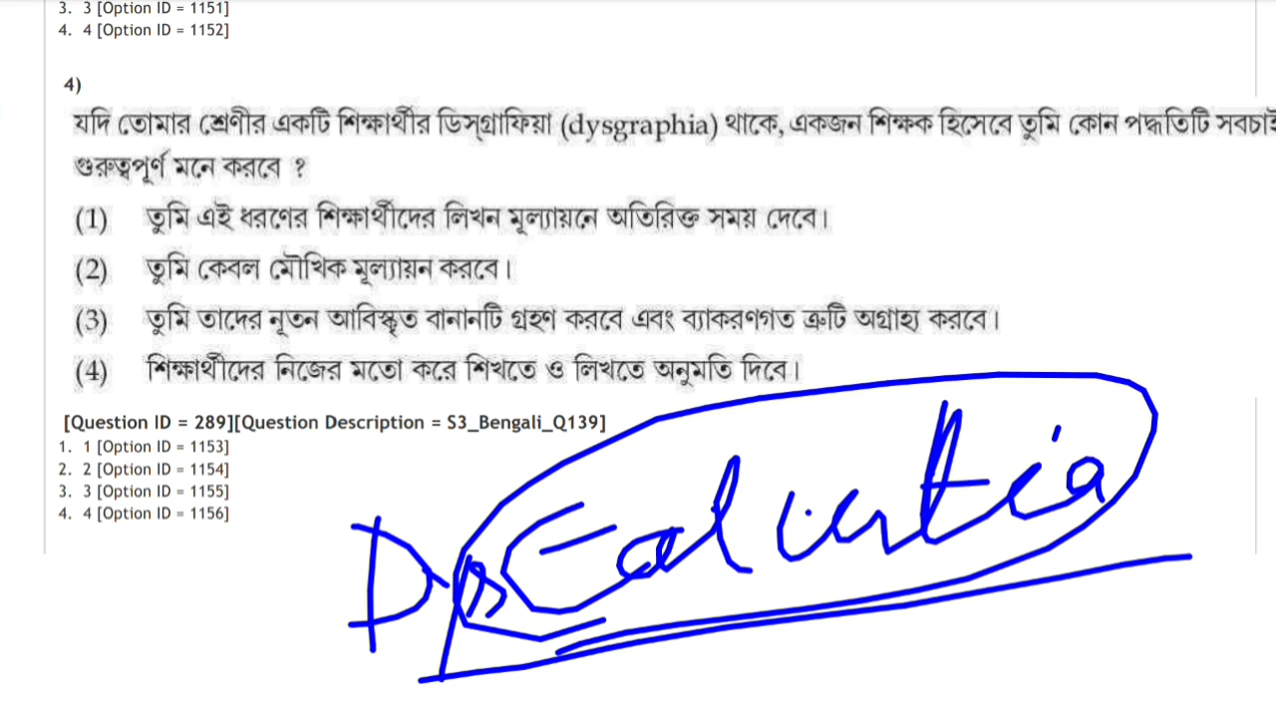 3. 3 [Option ID = 1151]
4. 4 [Option ID = 1152]
4)
যদি তোমার শ্রেণীর একটি শিক্ষার্থীর ডিস্‌গ্রাফিয়া (dysgraphia) থাকে, একজন শিক্ষক হিসেবে তুমি কোন পদ্ধতিটি সবচাই
গুরুত্বপূর্ণ মনে করবে ?
(1) তুমি এই ধরণের শিক্ষার্থীদের লিখন মূল্যায়নে অতিরিক্ত সময় দেবে।
(2) তুমি কেবল মৌখিক মূল্যায়ন করবে।
(3) তুমি তাদের নূতন আবিস্কৃত বানানটি গ্রহণ করবে এবং ব্যাকরণগত ত্রুটি অগ্রাহ্য করবে।
(4) শিক্ষার্থীদের নিজের মতো করে শিখতে ও লিখতে অনুমতি দিবে।
[Question ID = 289][Question Description = S3_Bengali_Q139]
1. 1 [Option ID = 1153]
2. 2 [Option ID = 1154]
3. 3 [Option ID = 1155]
4. 4 [Option ID = 1156]